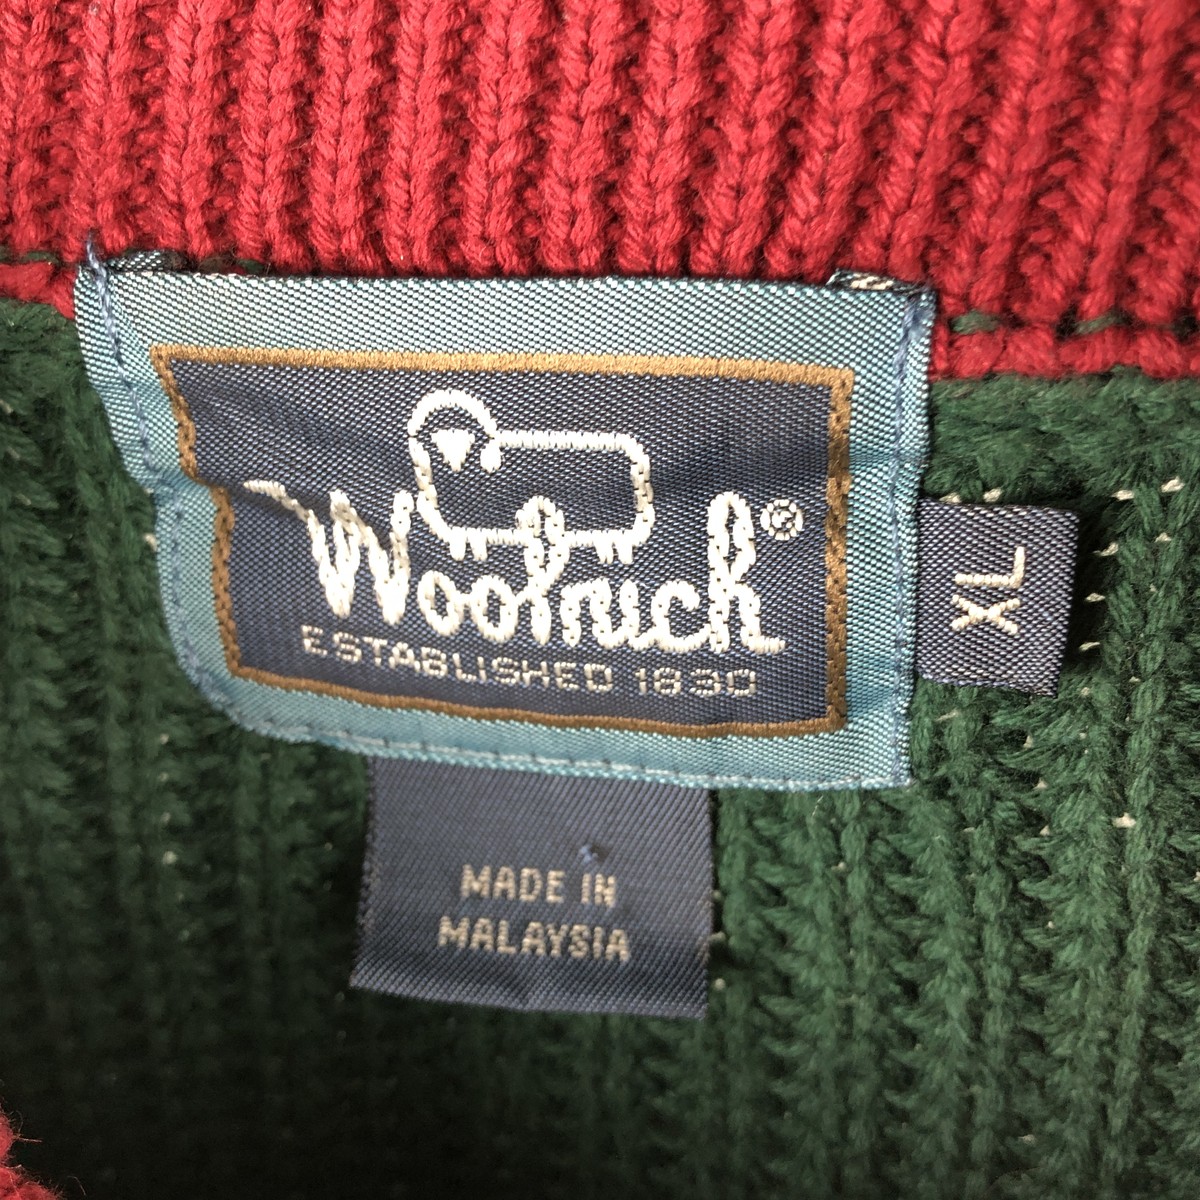 Woolrich®
ESTABLISHED 1830
XL
MADE IN
MALAYSIA